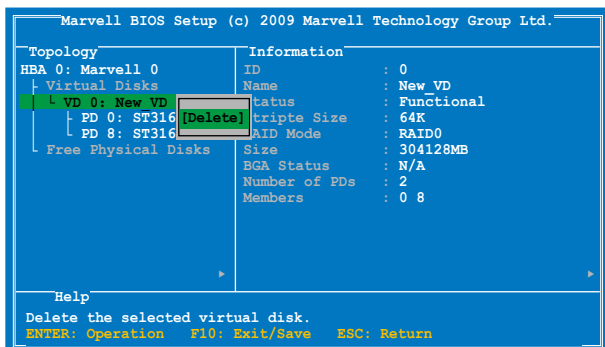 Marvell BIOS Setup (c) 2009 Marvell Technology Group Ltd.
Topology
HBA 0: Marvell 0
Virtual Disks
VD 0: New_VD
PD 0: ST316
PD 8: ST316
Free Physical Disks
[Delete]
Information
ID : 0
Name : New_VD
tatus : Functional
tripte Size : 64K
AID Mode : RAID0
Size : 304128MB
BGA Status : N/A
Number of PDs : 2
Members : 0 8
Help
Delete the selected virtual disk.
ENTER: Operation F10: Exit/Save ESC: Return